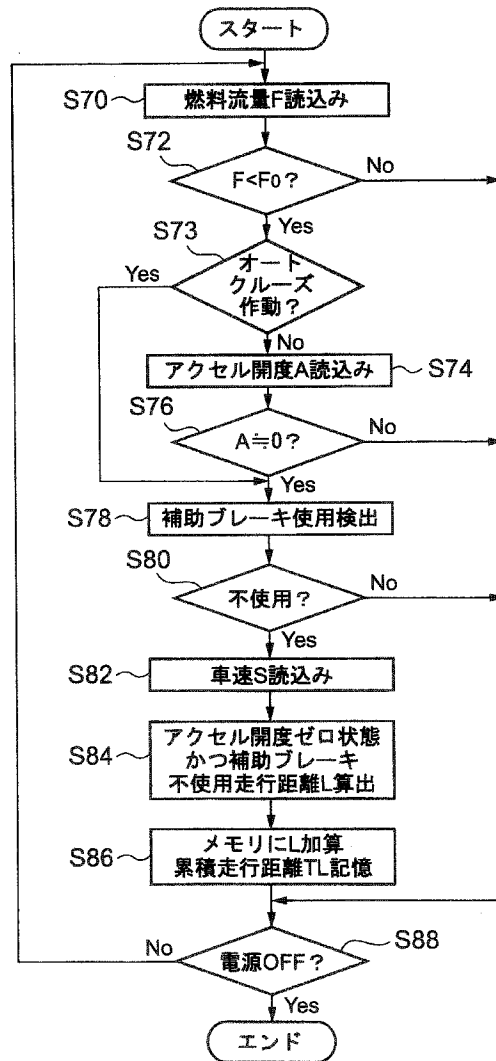 スタート
S70
燃料流量F読込み
S72
F<F0?
No
Yes
S73
オート
クルーズ
作動?
Yes
No
アクセル開度A読込み
S74
S76
A≒0?
No
Yes
S78
補助ブレーキ使用検出
S80
不使用?
No
Yes
S82
車速S読込み
S84
アクセル開度ゼロ状態
かつ補助ブレーキ
不使用走行距離L算出
S86
メモリにL加算
累積走行距離TL記憶
No
電源OFF?
S88
Yes
エンド